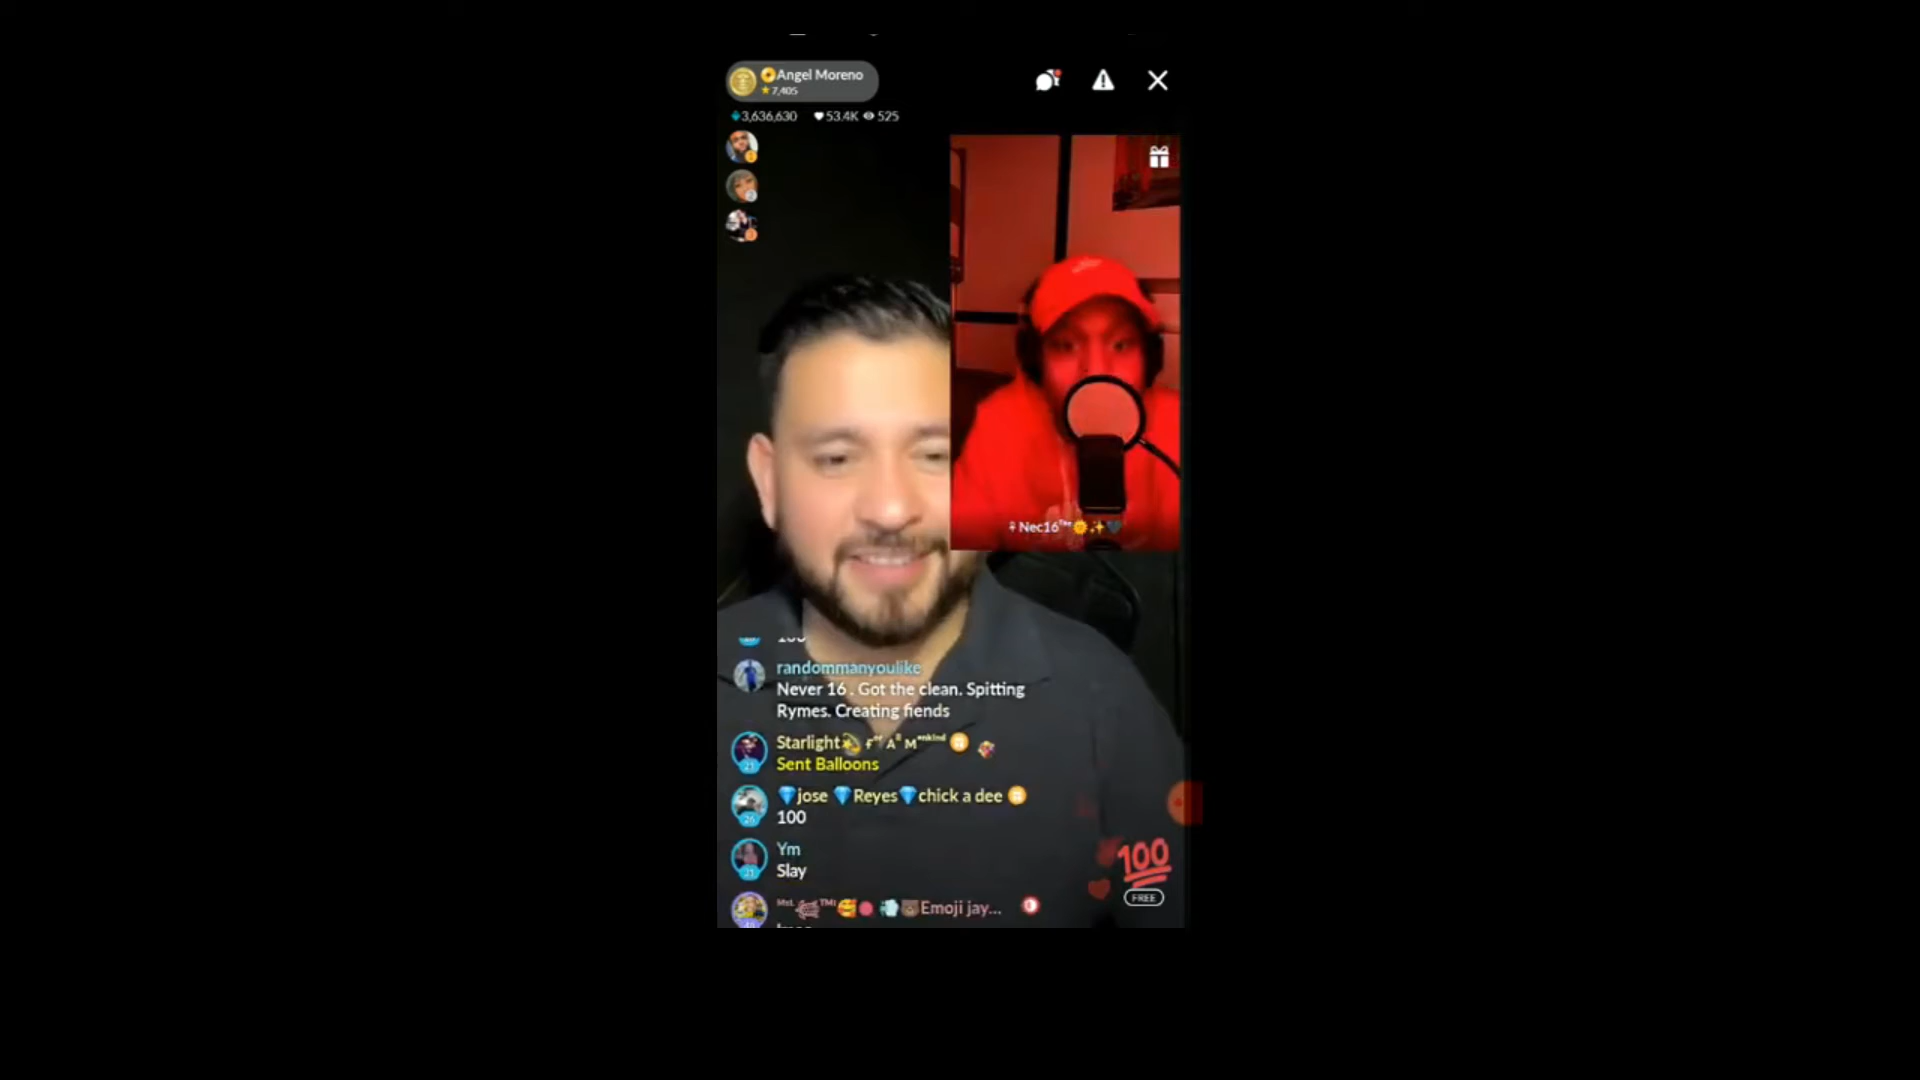 Angel Moreno
7,405
3,636,630 53.4K 525
Nec16
randommanyoulike
Never 16 . Got the clean. Spitting
Rymes. Creating fiends
Starlight
Sent Balloons
jose Reyes chick a dee
100
Ym
Slay
Emoji jay...
100
FREE